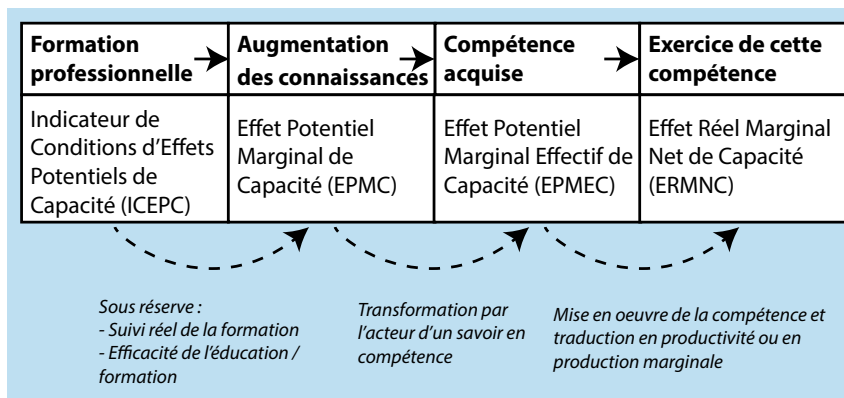 Formation
professionnelle
Augmentation
des connaissances
Compétence
acquise
Exercice de cette
compétence
Indicateur de
Conditions d'Effets
Potentiels de
Capacité (ICEPC)
Effet Potentiel
Marginal de
Capacité (EPMC)
Effet Potentiel
Marginal Effectif de
Capacité (EPMEC)
Effet Réel Marginal
Net de Capacité
(ERMNC)
Sous réserve :
- Suivi réel de la formation
- Efficacité de l'éducation /
formation
Transformation par
l'acteur d'un savoir en
compétence
Mise en oeuvre de la compétence et
traduction en productivité ou en
production marginale